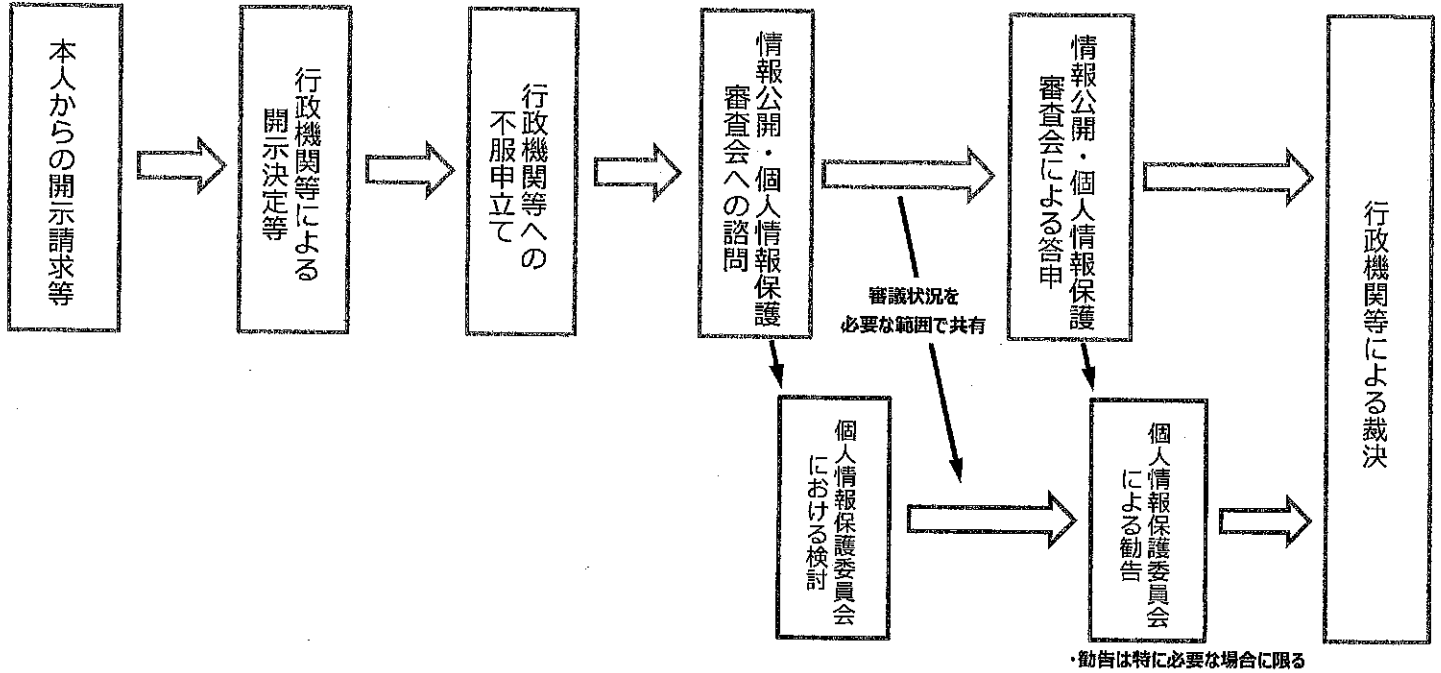 本人からの開示請求等
行政機関等による
開示決定等
行政機関等への
不服申立て
情報公開・個人情報保護
審査会への諮問
審議状況を
必要な範囲で共有
情報公開・個人情報保護
審査会による答申
個人情報保護委員会
における検討
個人情報保護委員会
による勧告
・勧告は特に必要な場合に限る
行政機関等による裁決